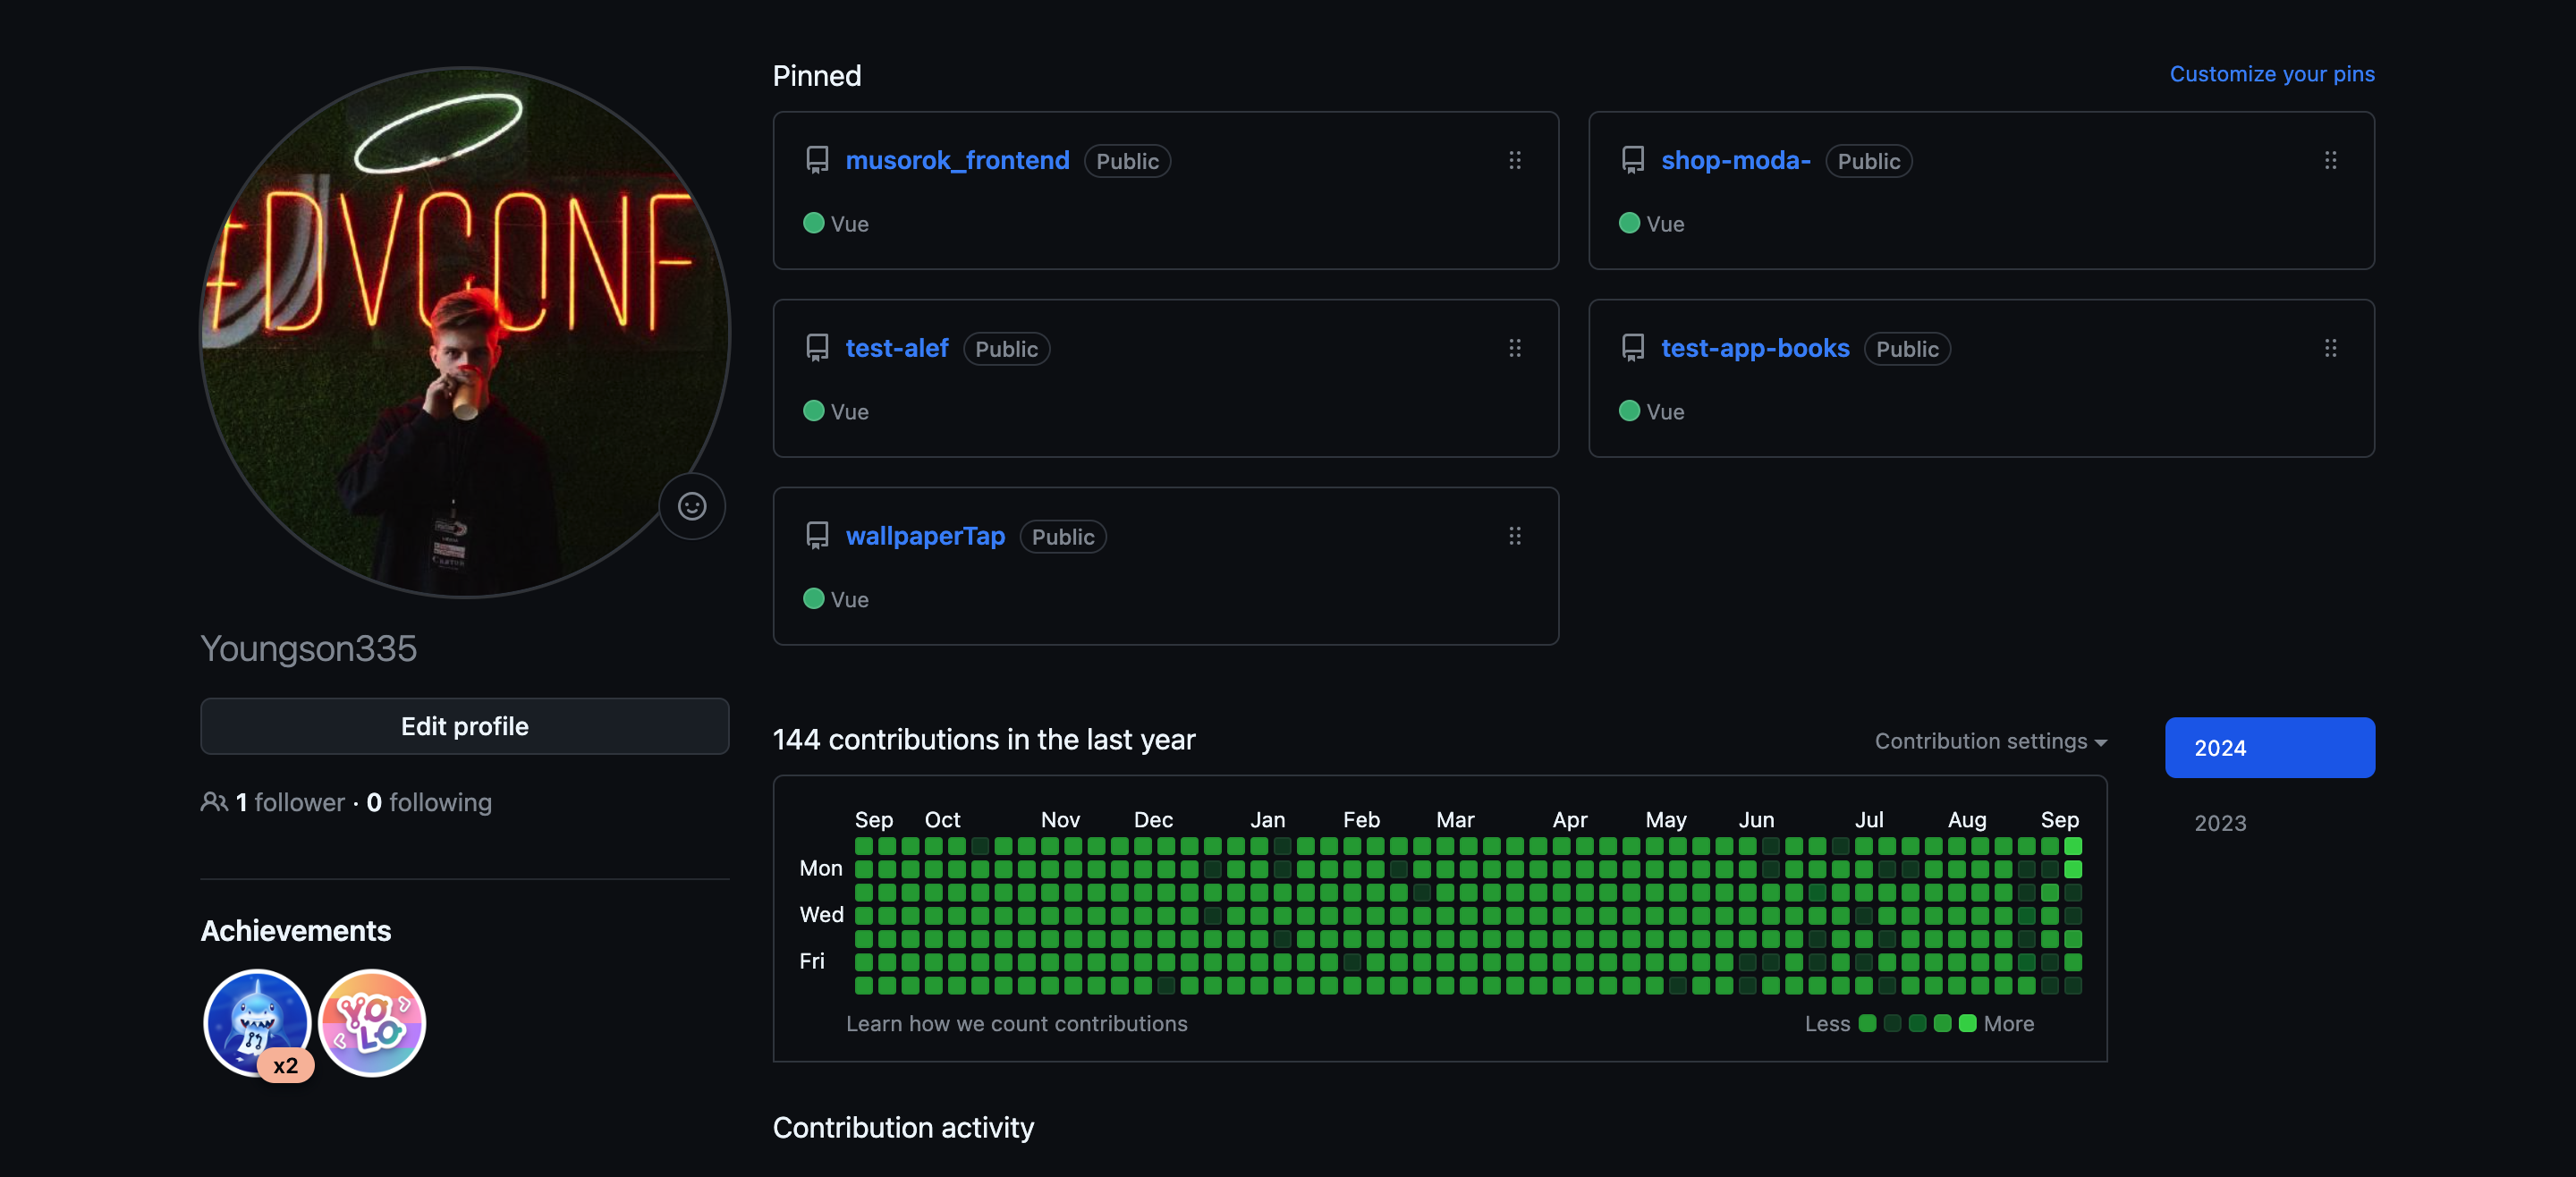 #DVCONF
Youngson335
Edit profile
1 follower · 0 following
Achievements
x2
YOLO
Pinned
Customize your pins
musorok_frontend Public
Vue
shop-moda- Public
Vue
test-alef Public
Vue
test-app-books Public
Vue
wallpaperTap Public
Vue
144 contributions in the last year
Contribution settings
2024
2023
Sep Oct Nov Dec Jan Feb Mar Apr May Jun Jul Aug Sep
Mon
Wed
Fri
Learn how we count contributions
Less More
Contribution activity